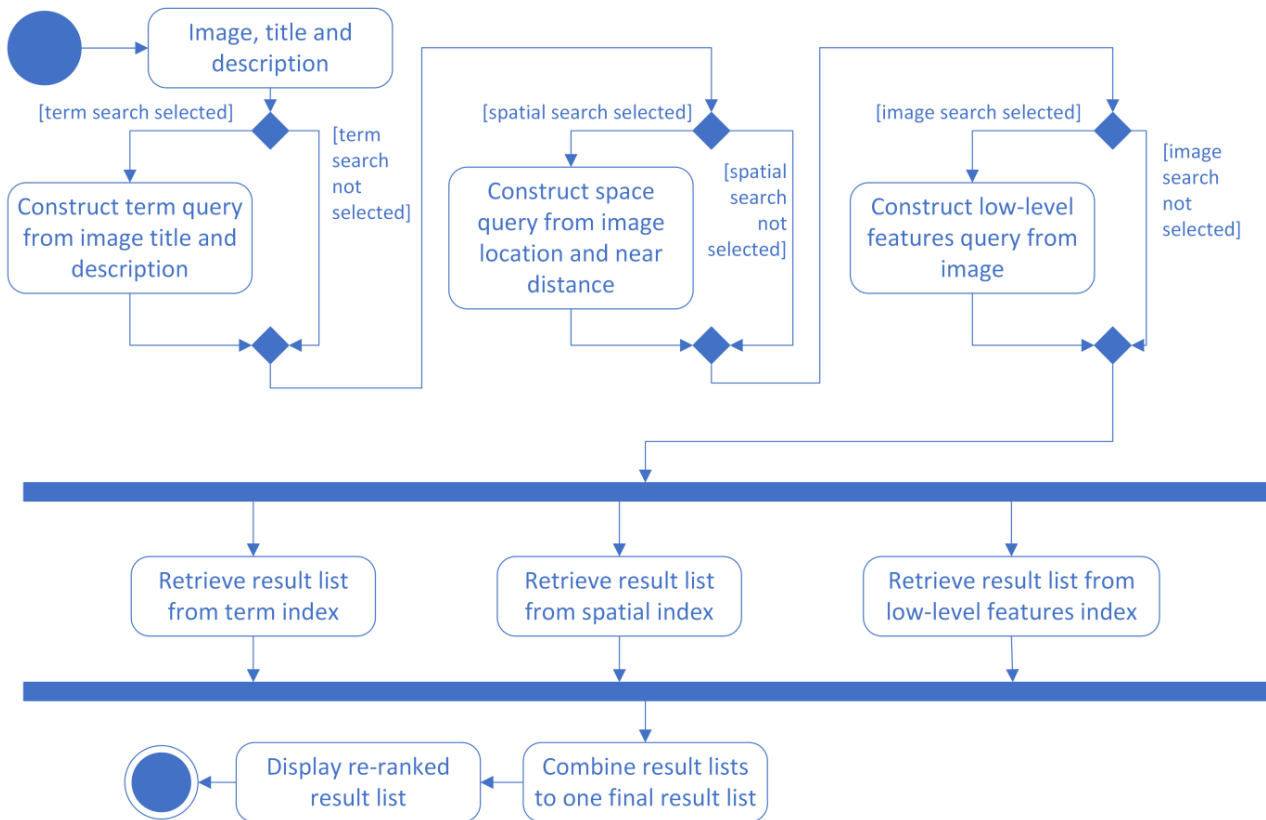 Image, title and
description
[term search selected]
[term
search
not
selected]
Construct term query
from image title and
description
[spatial search selected]
[spatial
search
not
selected]
Construct space
query from image
location and near
distance
[image search selected]
[image
search
not
selected]
Construct low-level
features query from
image
Retrieve result list
from term index
Retrieve result list
from spatial index
Retrieve result list from
low-level features index
Display re-ranked
result list
Combine result lists
to one final result list